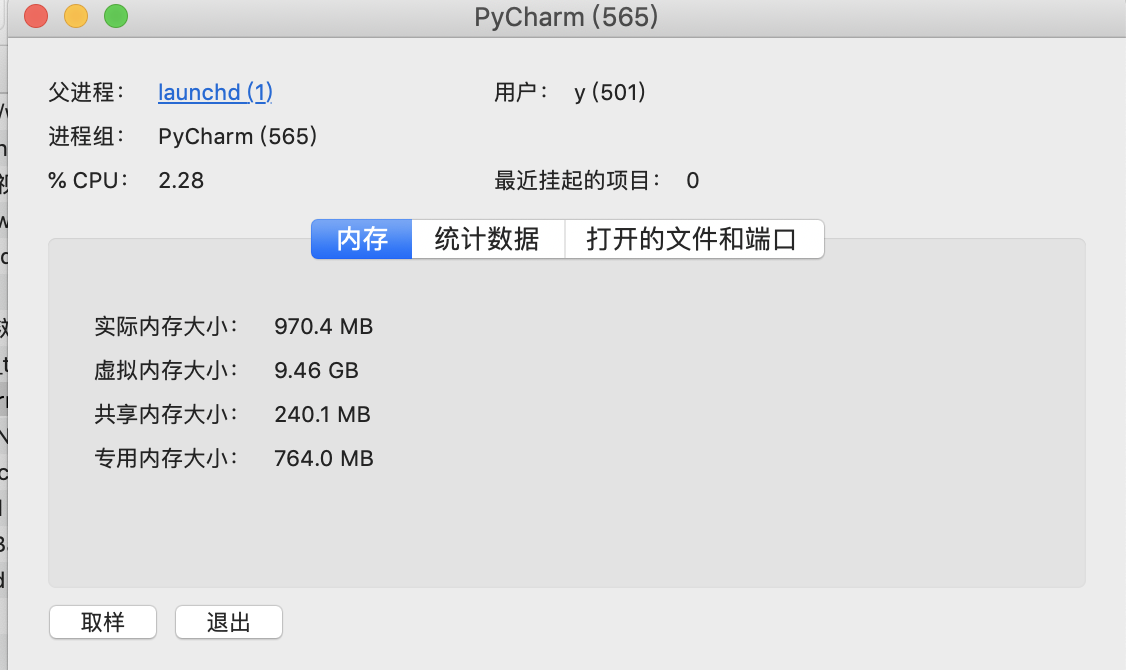 PyCharm (565)
父进程： launchd (1) 用户： y (501)
进程组： PyCharm (565)
% CPU： 2.28 最近挂起的项目： 0
内存 统计数据 打开的文件和端口
实际内存大小： 970.4 MB
虚拟内存大小： 9.46 GB
共享内存大小： 240.1 MB
专用内存大小： 764.0 MB
取样 退出